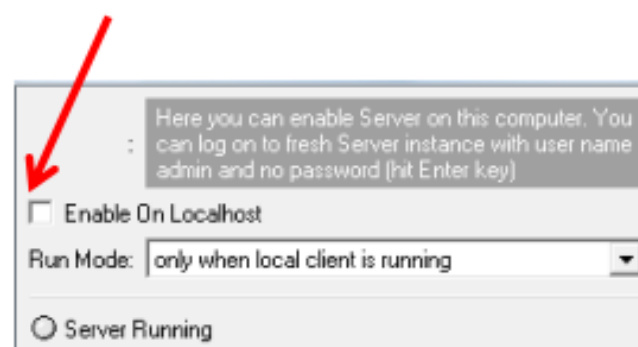 Here you can enable Server on this computer. You
: can log on to fresh Server instance with user name
admin and no password (hit Enter key)
Enable On Localhost
Run Mode: only when local client is running
Server Running